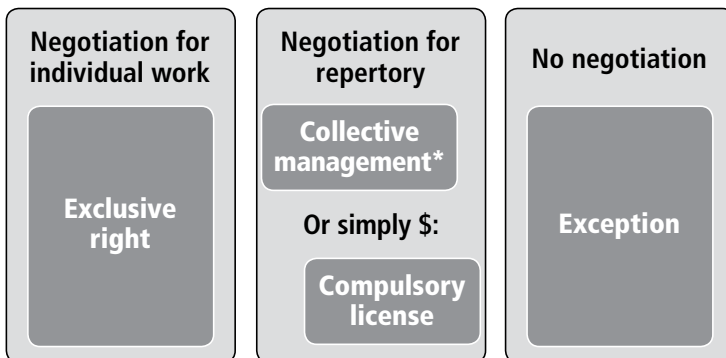 Negotiation for
individual work
Exclusive
right
Negotiation for
repertory
Collective
management*
Or simply $:
Compulsory
license
No negotiation
Exception